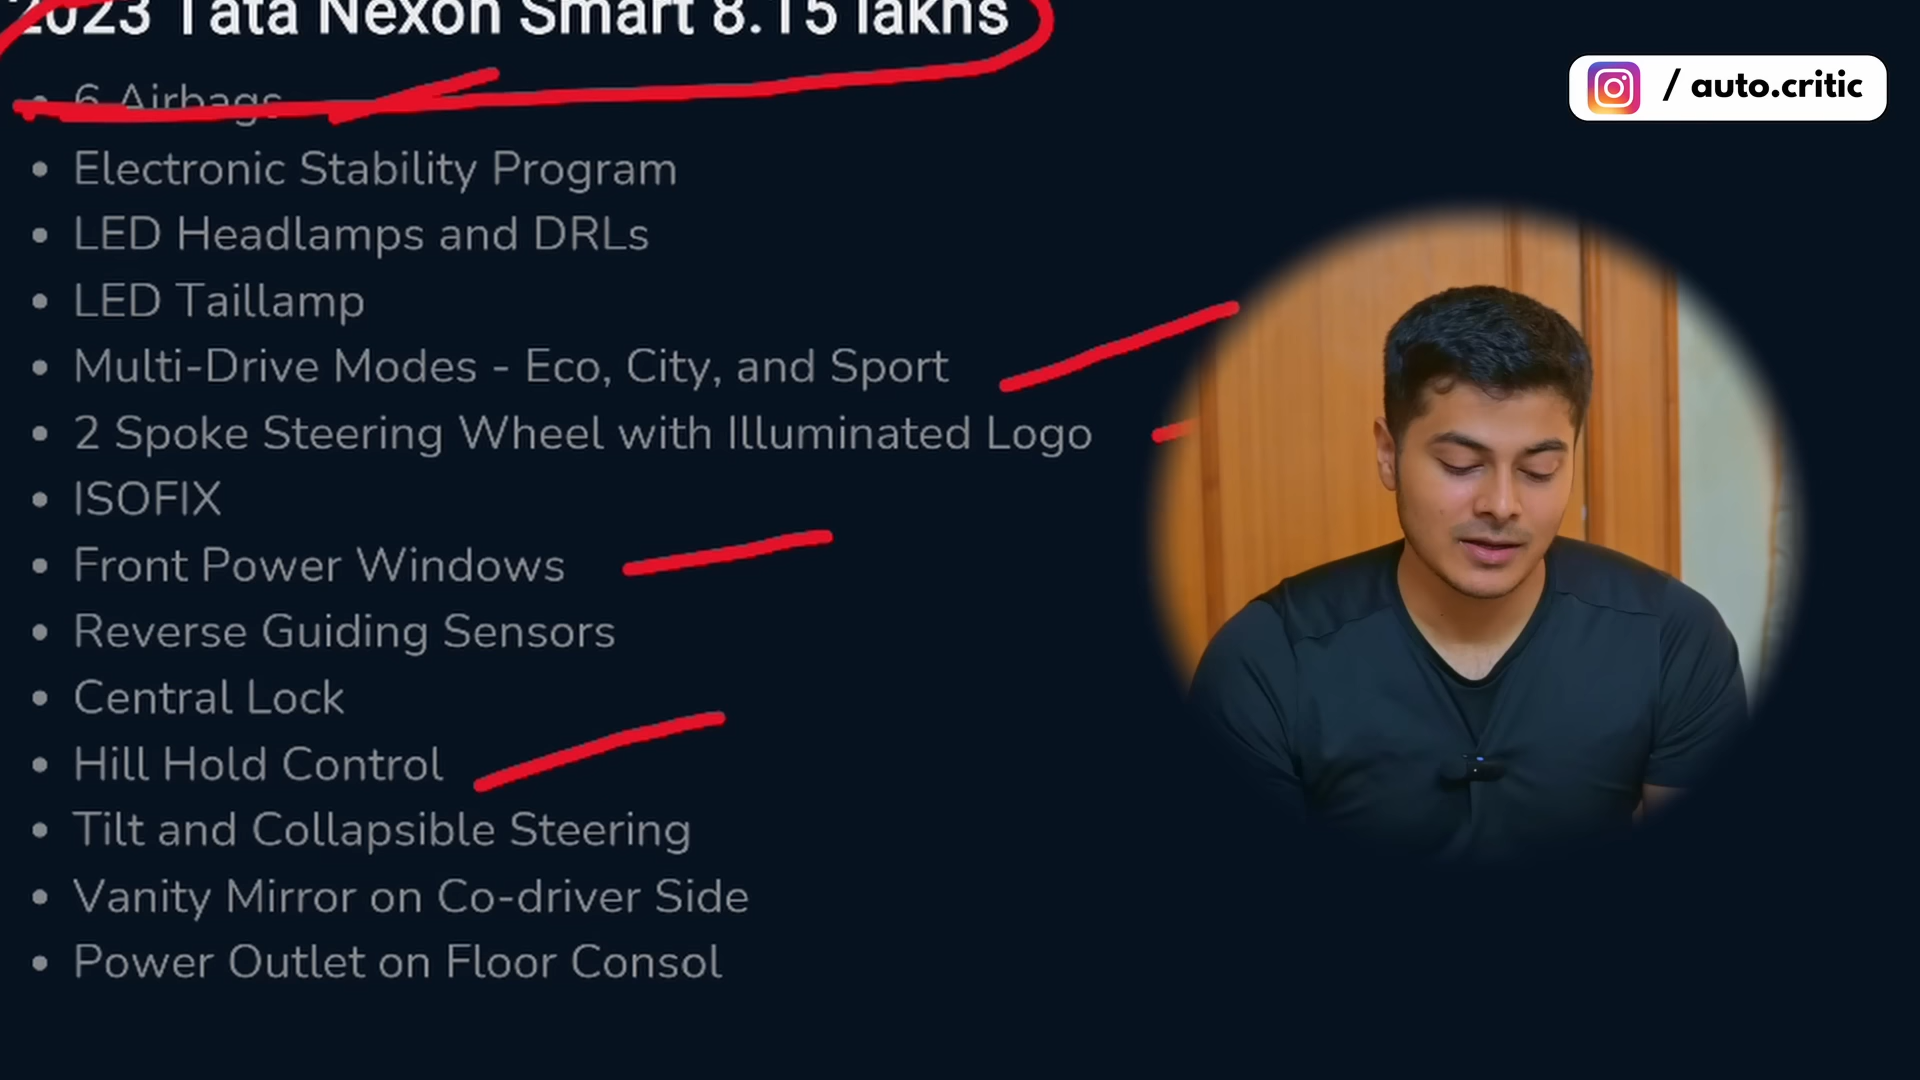 2023 Tata Nexon Smart 8.15 lakhs
/ auto.critic
• 6 Airbags
• Electronic Stability Program
• LED Headlamps and DRLs
• LED Taillamp
• Multi-Drive Modes - Eco, City, and Sport
• 2 Spoke Steering Wheel with Illuminated Logo
• ISOFIX
• Front Power Windows
• Reverse Guiding Sensors
• Central Lock
• Hill Hold Control
• Tilt and Collapsible Steering
• Vanity Mirror on Co-driver Side
• Power Outlet on Floor Consol